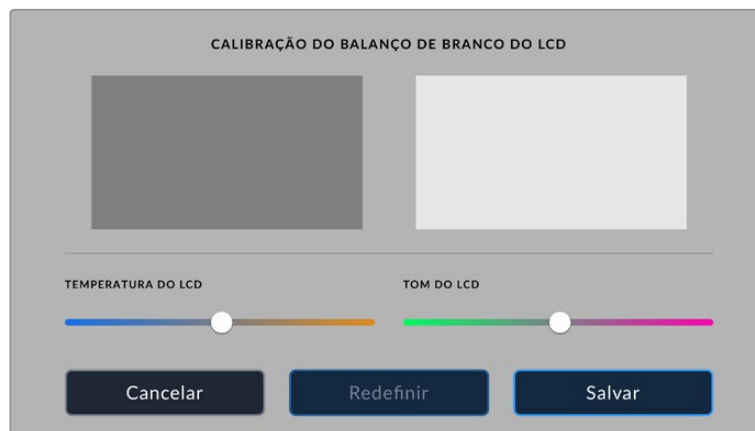 CALIBRAÇÃO DO BALANÇO DE BRANCO DO LCD
TEMPERATURA DO LCD
TOM DO LCD
Cancelar
Redefinir
Salvar